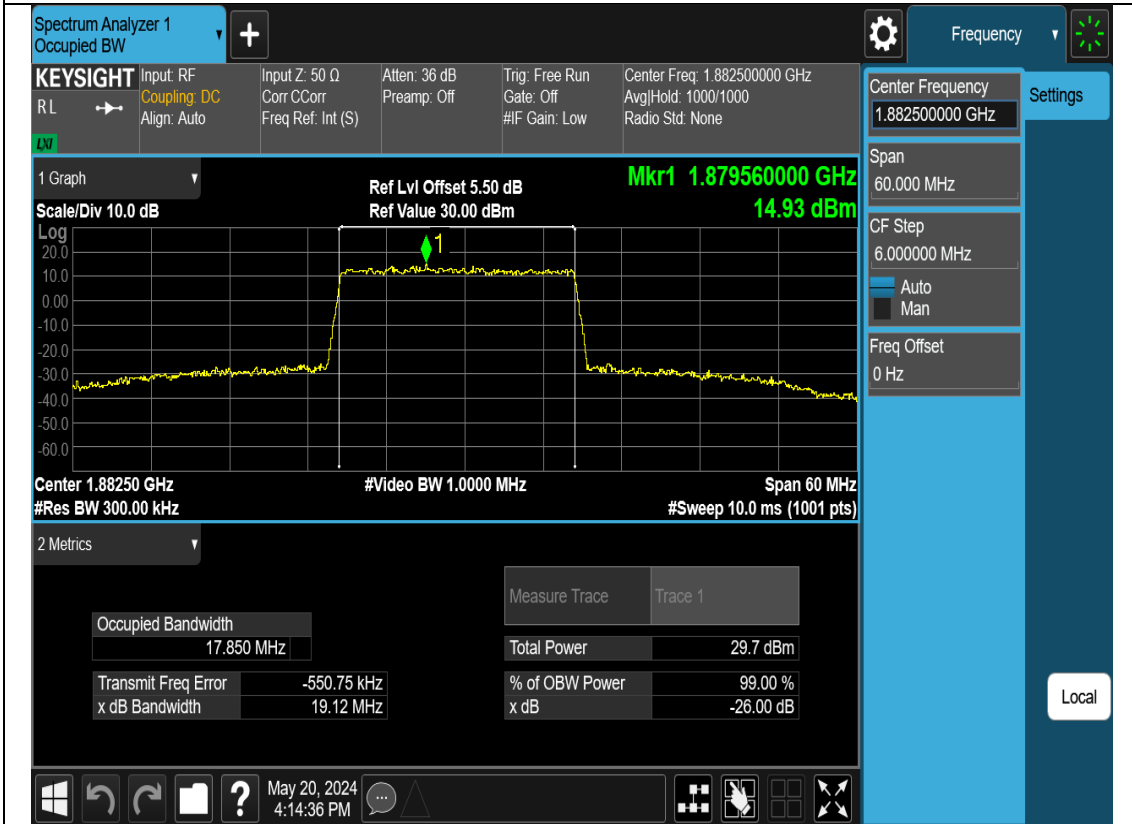 Spectrum Analyzer 1
Occupied BW
▼
+
Frequency
▼
KEYSIGHT
R L
LXI
Input: RF
Coupling: DC
Align: Auto
Input Z: 50 Ω
Corr CCorr
Freq Ref: Int (S)
Atten: 36 dB
Preamp: Off
Trig: Free Run
Gate: Off
#IF Gain: Low
Center Freq: 1.882500000 GHz
Avg|Hold: 1000/1000
Radio Std: None
Center Frequency
1.882500000 GHz
Settings
Span
60.000 MHz
CF Step
6.000000 MHz
Auto
Man
Freq Offset
0 Hz
Local
1 Graph ▼
Scale/Div 10.0 dB
Ref Lvl Offset 5.50 dB
Ref Value 30.00 dBm
Mkr1 1.879560000 GHz
14.93 dBm
Log
1
20.0
10.0
0.00
-10.0
-20.0
-30.0
-40.0
-50.0
-60.0
Center 1.88250 GHz
#Res BW 300.00 kHz
#Video BW 1.0000 MHz
Span 60 MHz
#Sweep 10.0 ms (1001 pts)
2 Metrics ▼
Measure Trace Trace 1
Occupied Bandwidth
17.850 MHz
Total Power 29.7 dBm
Transmit Freq Error -550.75 kHz
% of OBW Power 99.00 %
x dB Bandwidth 19.12 MHz
x dB -26.00 dB
?
May 20, 2024
4:14:36 PM